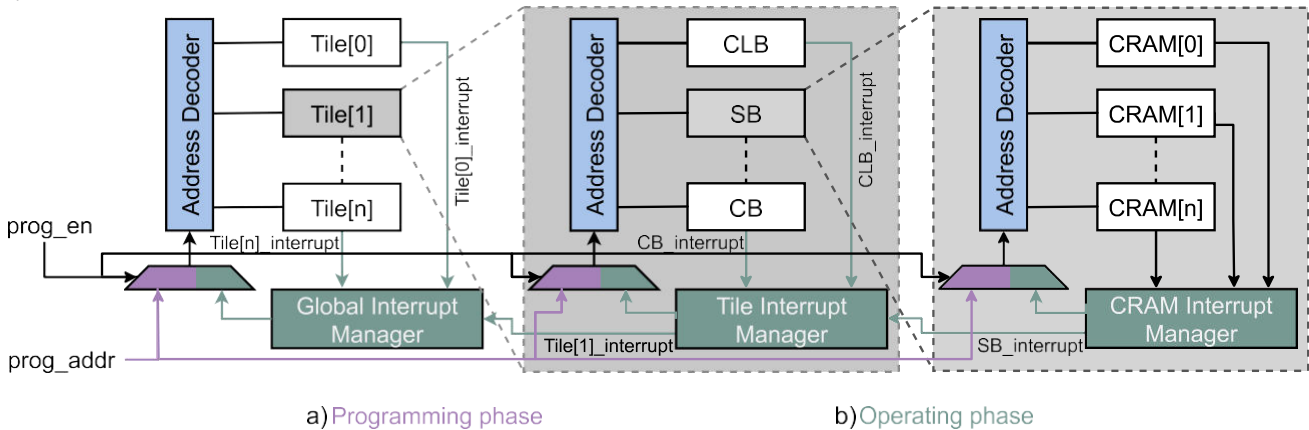 Address Decoder
Tile[0]
Tile[1]
Tile[n]
Tile[0]_interrupt
Tile[n]_interrupt
Global Interrupt
Manager
prog_en
prog_addr
Address Decoder
CLB
SB
CB
CLB_interrupt
CB_interrupt
Tile Interrupt
Manager
Tile[1]_interrupt
Address Decoder
CRAM[0]
CRAM[1]
CRAM[n]
CRAM Interrupt
Manager
SB_interrupt
a) Programming phase
b) Operating phase